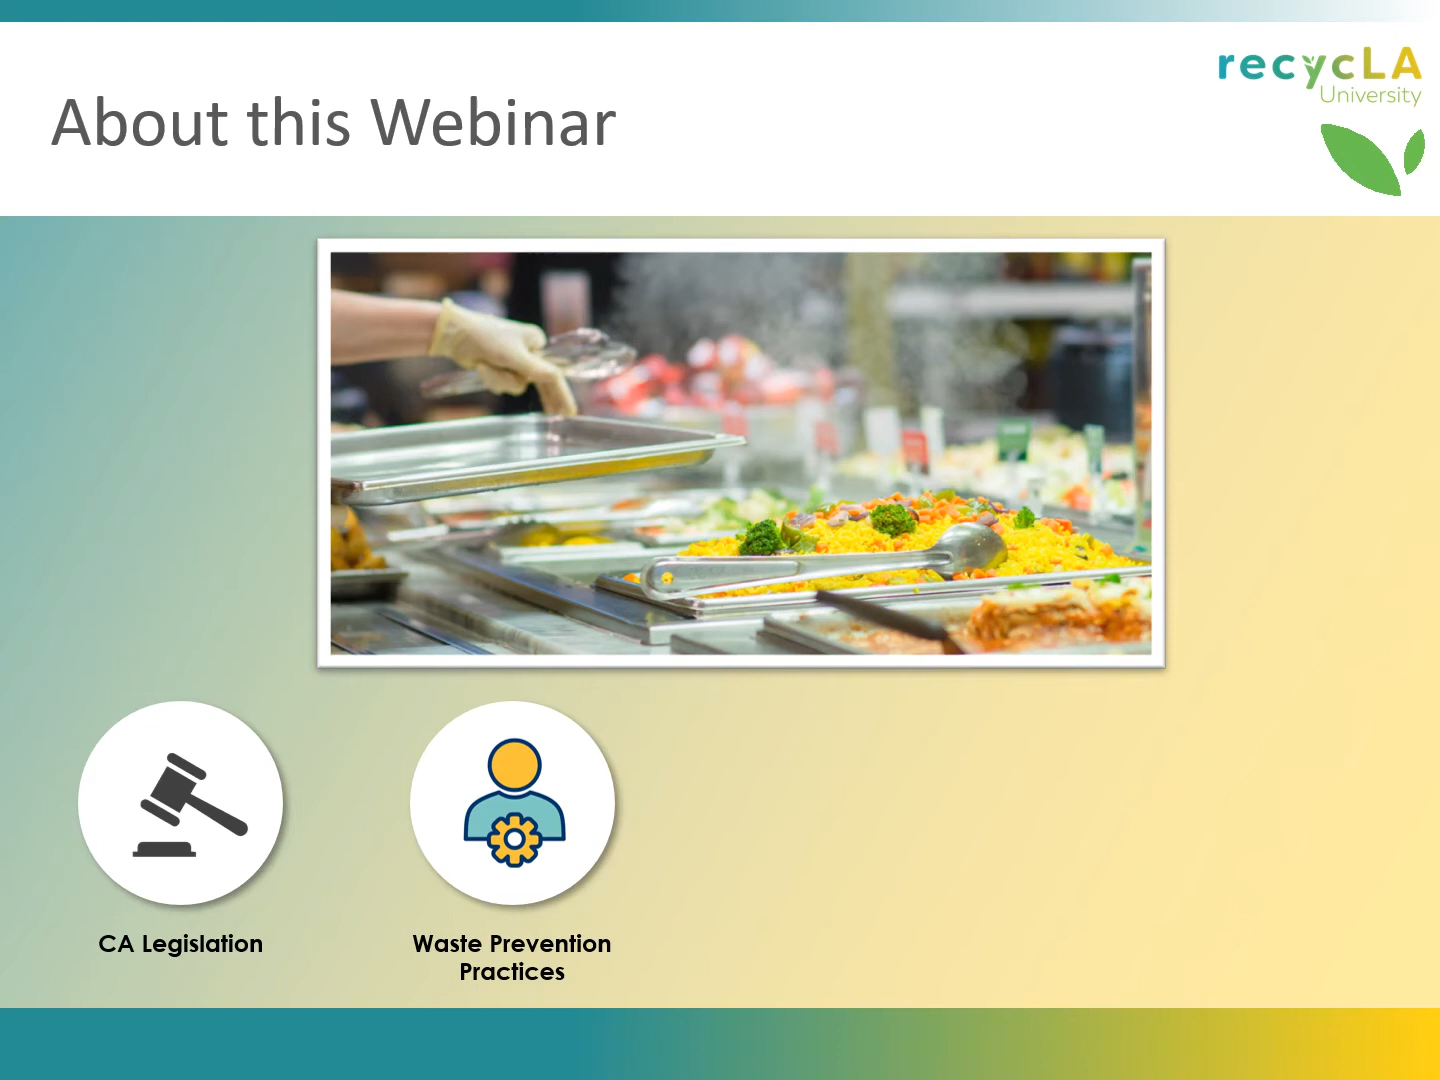 recycLA
University
About this Webinar
CA Legislation
Waste Prevention
Practices